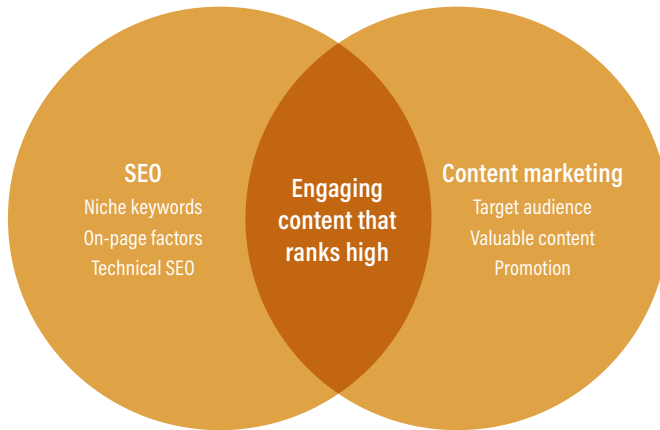 SEO
Niche keywords
On-page factors
Technical SEO
Engaging
content that
ranks high
Content marketing
Target audience
Valuable content
Promotion